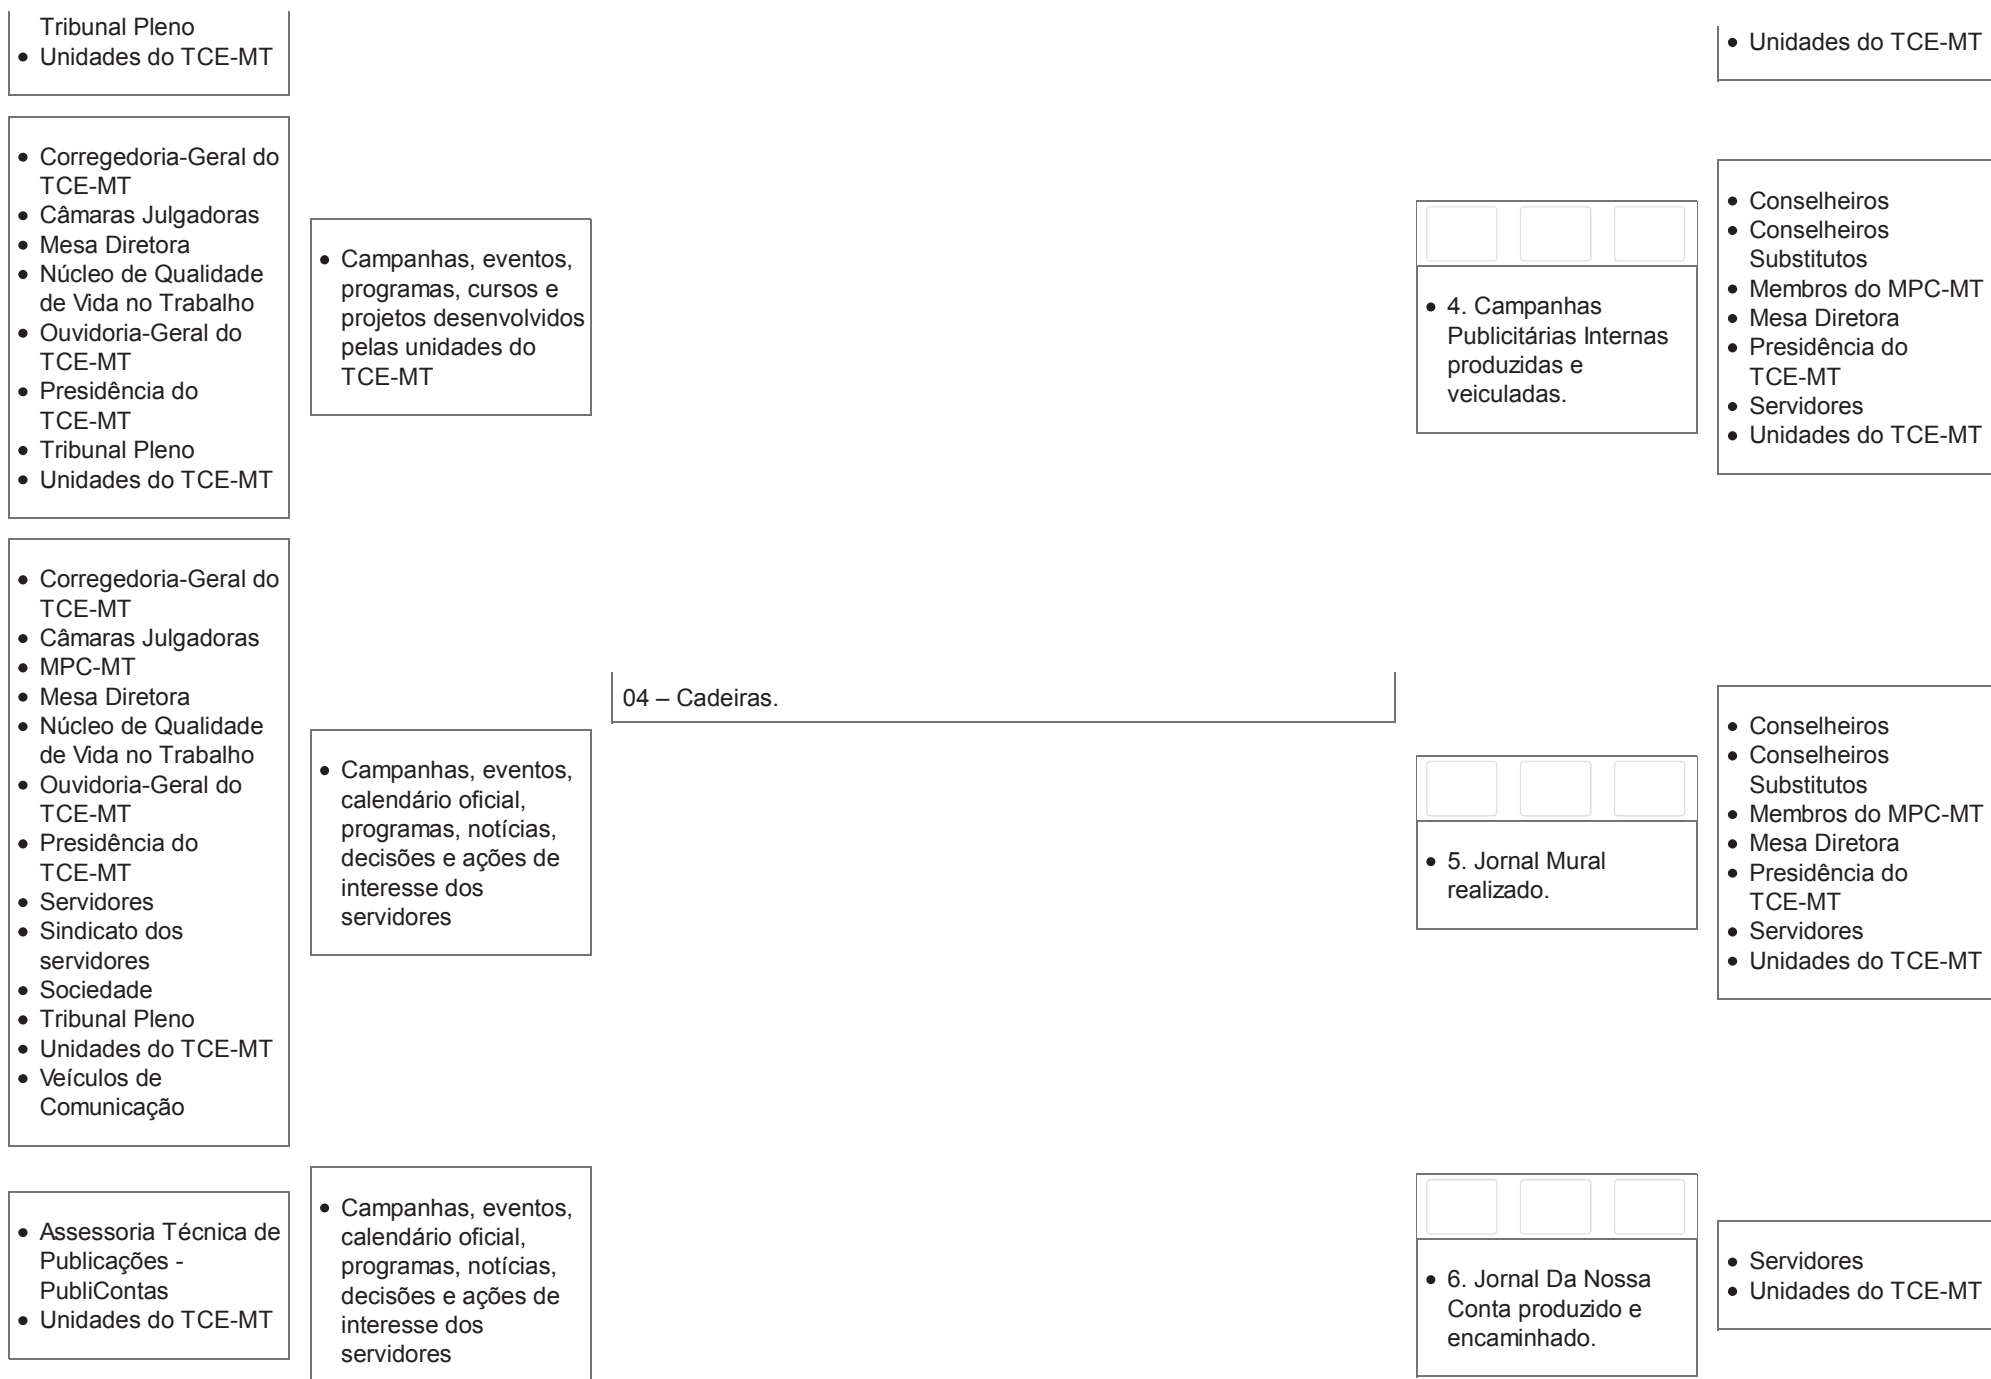 Tribunal Pleno
• Unidades do TCE-MT
• Unidades do TCE-MT
• Corregedoria-Geral do
TCE-MT
• Câmaras Julgadoras
• Mesa Diretora
• Núcleo de Qualidade
de Vida no Trabalho
• Ouvidoria-Geral do
TCE-MT
• Presidência do
TCE-MT
• Tribunal Pleno
• Unidades do TCE-MT
• Campanhas, eventos,
programas, cursos e
projetos desenvolvidos
pelas unidades do
TCE-MT
• 4. Campanhas
Publicitárias Internas
produzidas e
veiculadas.
• Conselheiros
• Conselheiros
Substitutos
• Membros do MPC-MT
• Mesa Diretora
• Presidência do
TCE-MT
• Servidores
• Unidades do TCE-MT
• Corregedoria-Geral do
TCE-MT
• Câmaras Julgadoras
• MPC-MT
• Mesa Diretora
• Núcleo de Qualidade
de Vida no Trabalho
• Ouvidoria-Geral do
TCE-MT
• Presidência do
TCE-MT
• Servidores
• Sindicato dos
servidores
• Sociedade
• Tribunal Pleno
• Unidades do TCE-MT
• Veículos de
Comunicação
• Campanhas, eventos,
calendário oficial,
programas, notícias,
decisões e ações de
interesse dos
servidores
04 – Cadeiras.
• 5. Jornal Mural
realizado.
• Conselheiros
• Conselheiros
Substitutos
• Membros do MPC-MT
• Mesa Diretora
• Presidência do
TCE-MT
• Servidores
• Unidades do TCE-MT
• Assessoria Técnica de
Publicações -
PubliContas
• Unidades do TCE-MT
• Campanhas, eventos,
calendário oficial,
programas, notícias,
decisões e ações de
interesse dos
servidores
• 6. Jornal Da Nossa
Conta produzido e
encaminhado.
• Servidores
• Unidades do TCE-MT